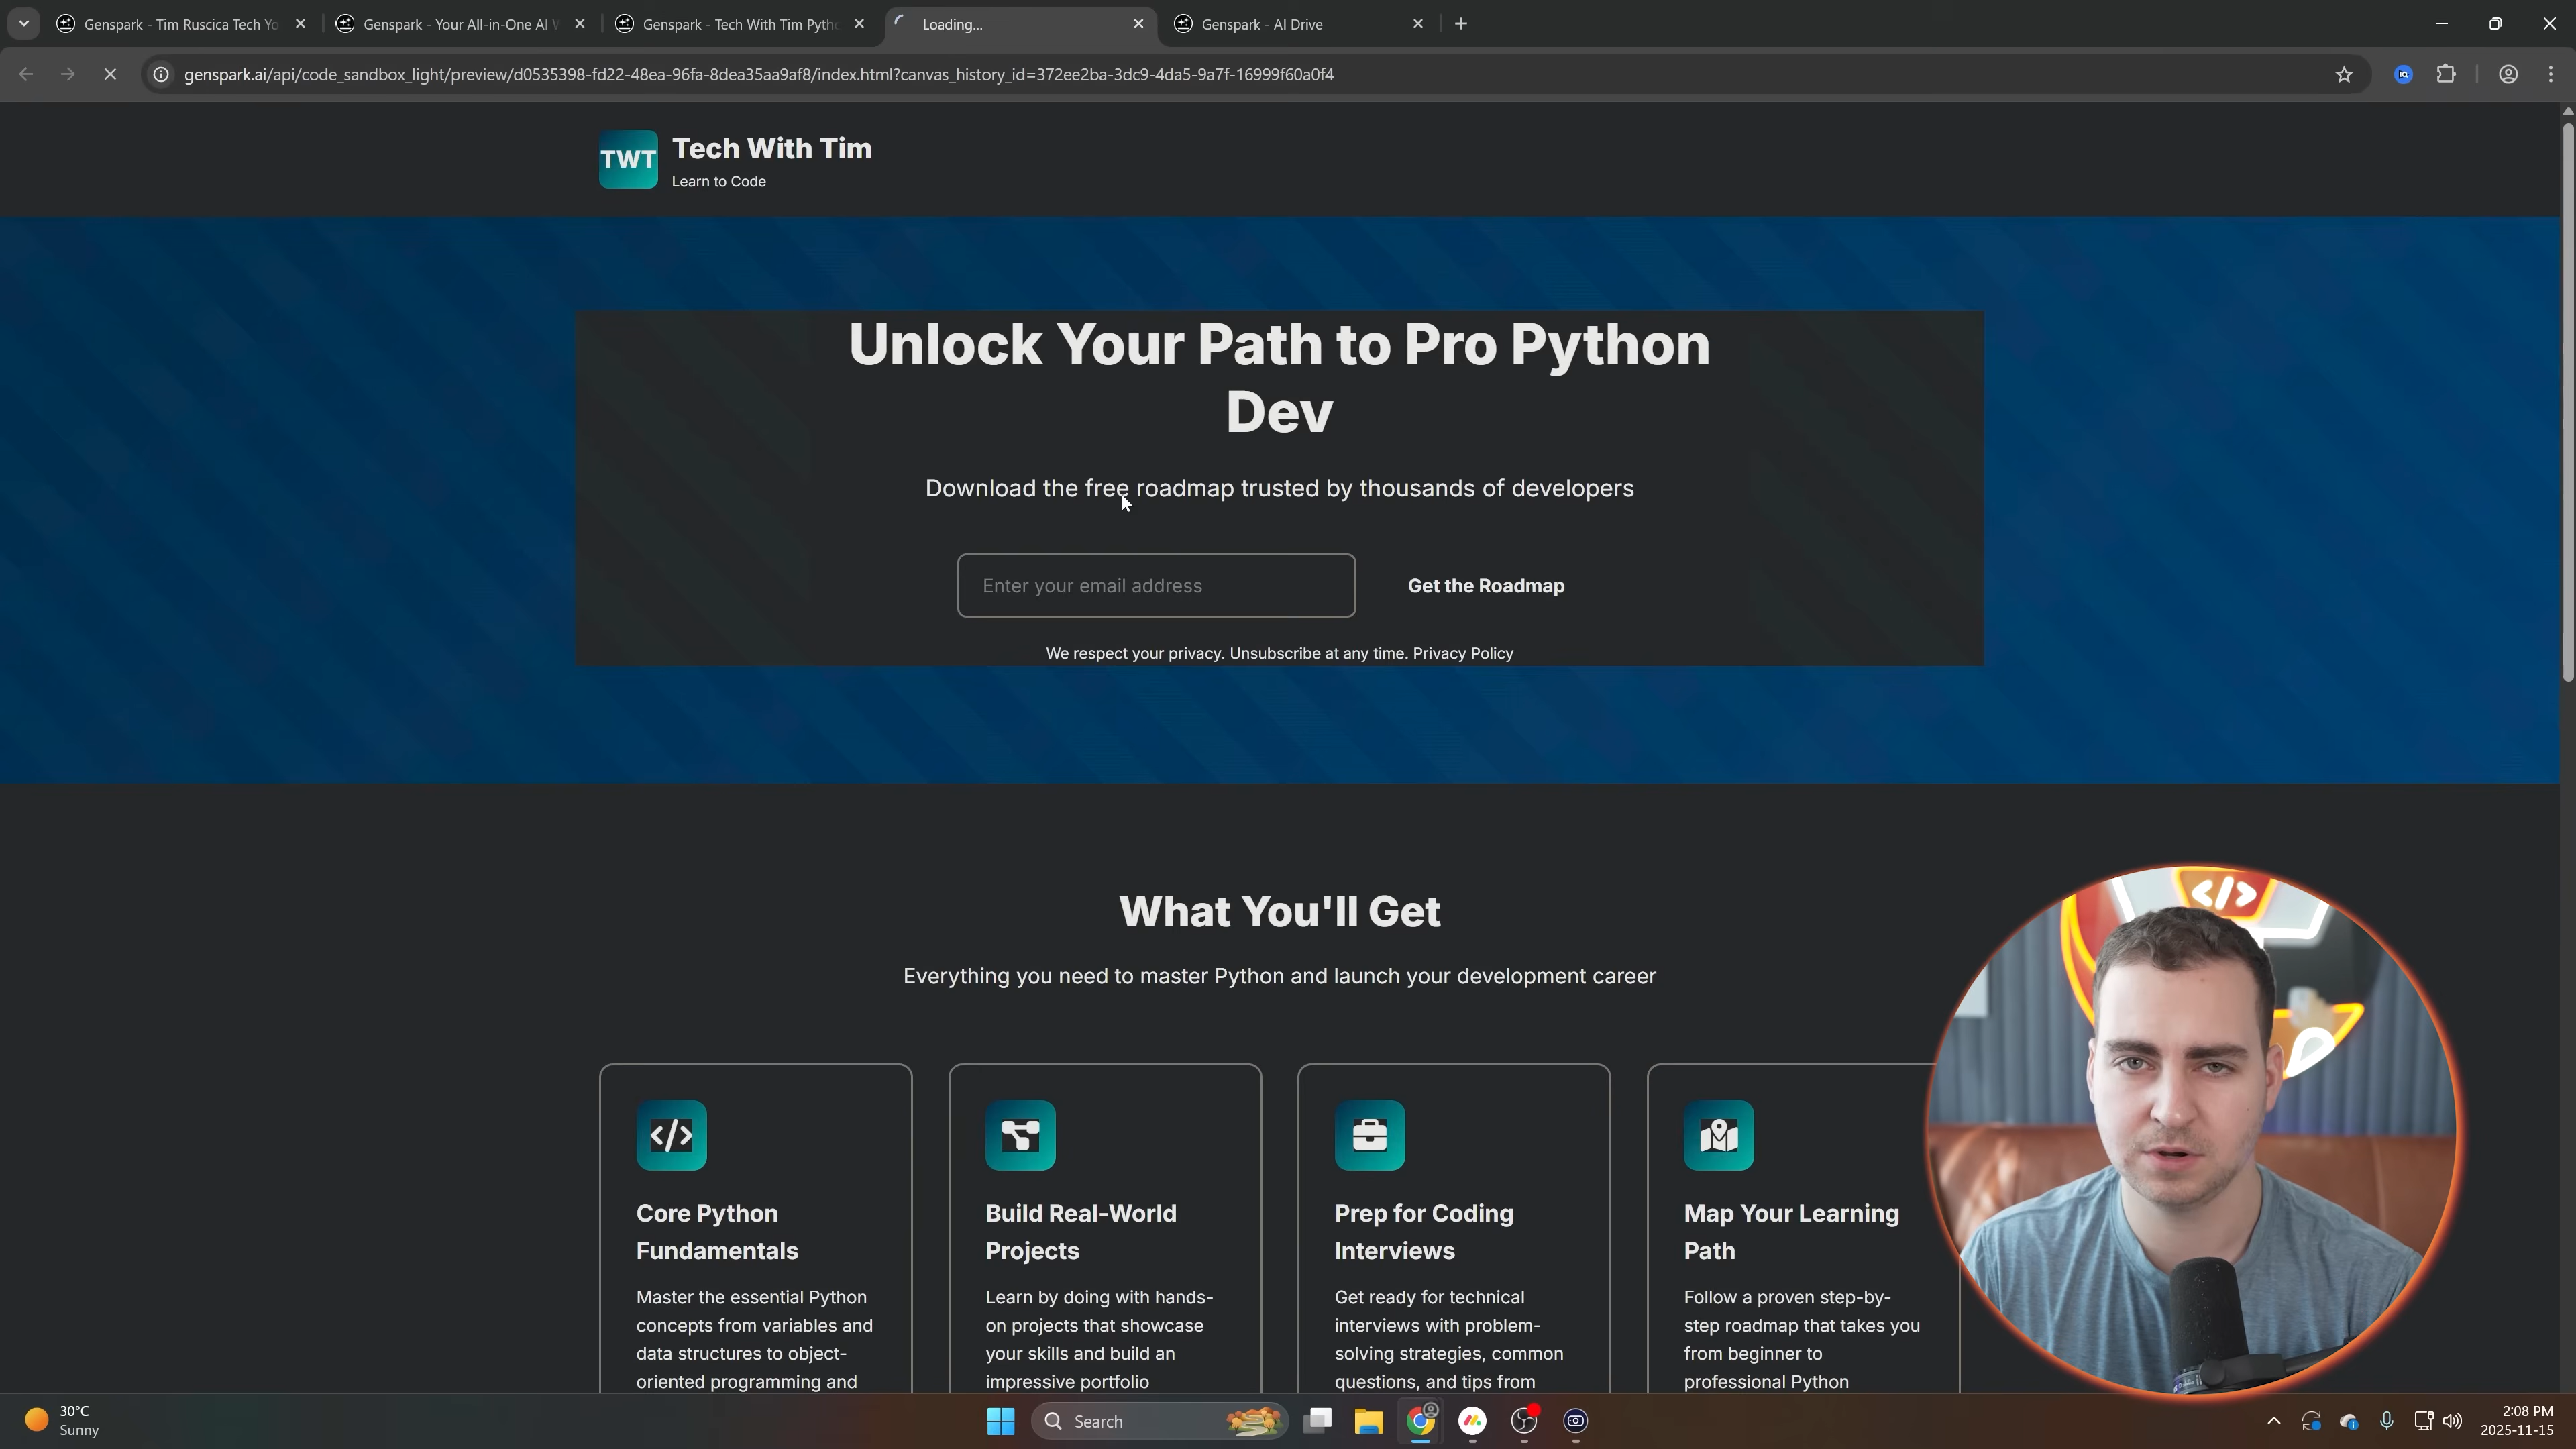 Genspark - Tim Ruscica Tech Yo
Genspark - Your All-in-One AI W
Genspark - Tech With Tim Pytho
Loading...
Genspark - AI Drive
genspark.ai/api/code_sandbox_light/preview/d0535398-fd22-48ea-96fa-8dea35aa9af8/index.html?canvas_history_id=372ee2ba-3dc9-4da5-9a7f-16999f60a0f4
TWT
Tech With Tim
Learn to Code
Unlock Your Path to Pro Python
Dev
Download the free roadmap trusted by thousands of developers
Enter your email address
Get the Roadmap
We respect your privacy. Unsubscribe at any time. Privacy Policy
What You'll Get
Everything you need to master Python and launch your development career
</>
Core Python
Fundamentals
Master the essential Python
concepts from variables and
data structures to object-
oriented programming and
Build Real-World
Projects
Learn by doing with hands-
on projects that showcase
your skills and build an
impressive portfolio
Prep for Coding
Interviews
Get ready for technical
interviews with problem-
solving strategies, common
questions, and tips from
Map Your Learning
Path
Follow a proven step-by-
step roadmap that takes you
from beginner to
professional Python
</>
30°C
Sunny
Search
2:08 PM
2025-11-15